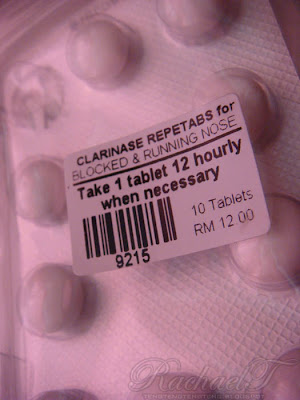 CLARINASE REPETABS for
BLOCKED & RUNNING NOSE
Take 1 tablet 12 hourly
when necessary
10 Tablets
RM 12.00
9215
Rachael.T